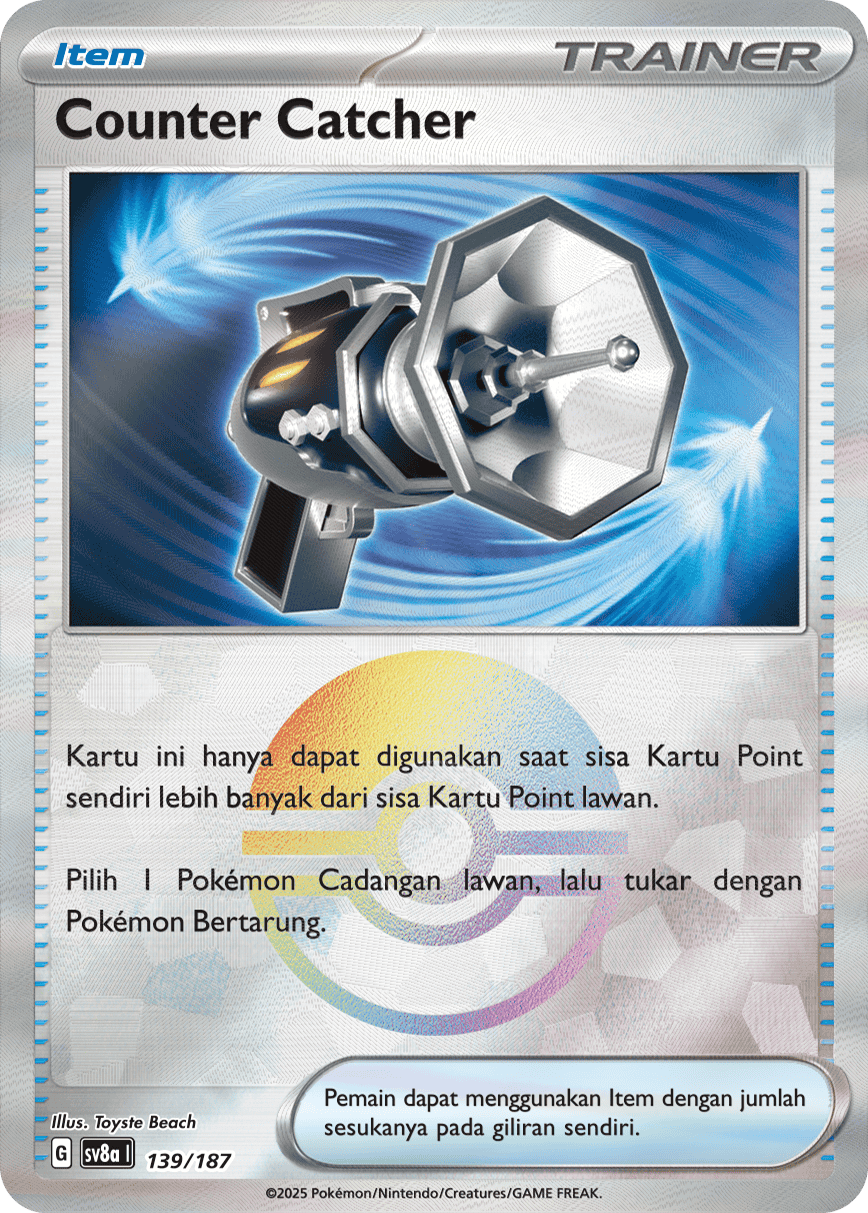 Item
TRAINER
Counter Catcher
Kartu ini hanya dapat digunakan saat sisa Kartu Point
sendiri lebih banyak dari sisa Kartu Point lawan.
Pilih 1 Pokémon Cadangan lawan, lalu tukar dengan
Pokémon Bertarung.
Pemain dapat menggunakan Item dengan jumlah
sesukanya pada giliran sendiri.
Illus. Toyste Beach
G sv8a I 139/187
©2025 Pokémon/Nintendo/Creatures/GAME FREAK.